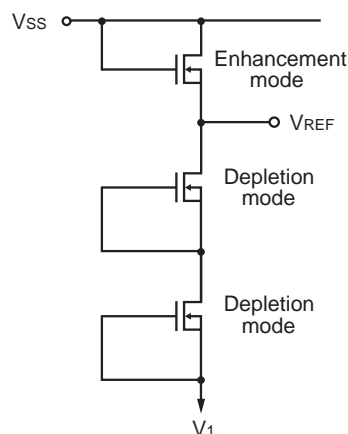 VSS
Enhancement
mode
VREF
Depletion
mode
Depletion
mode
V1